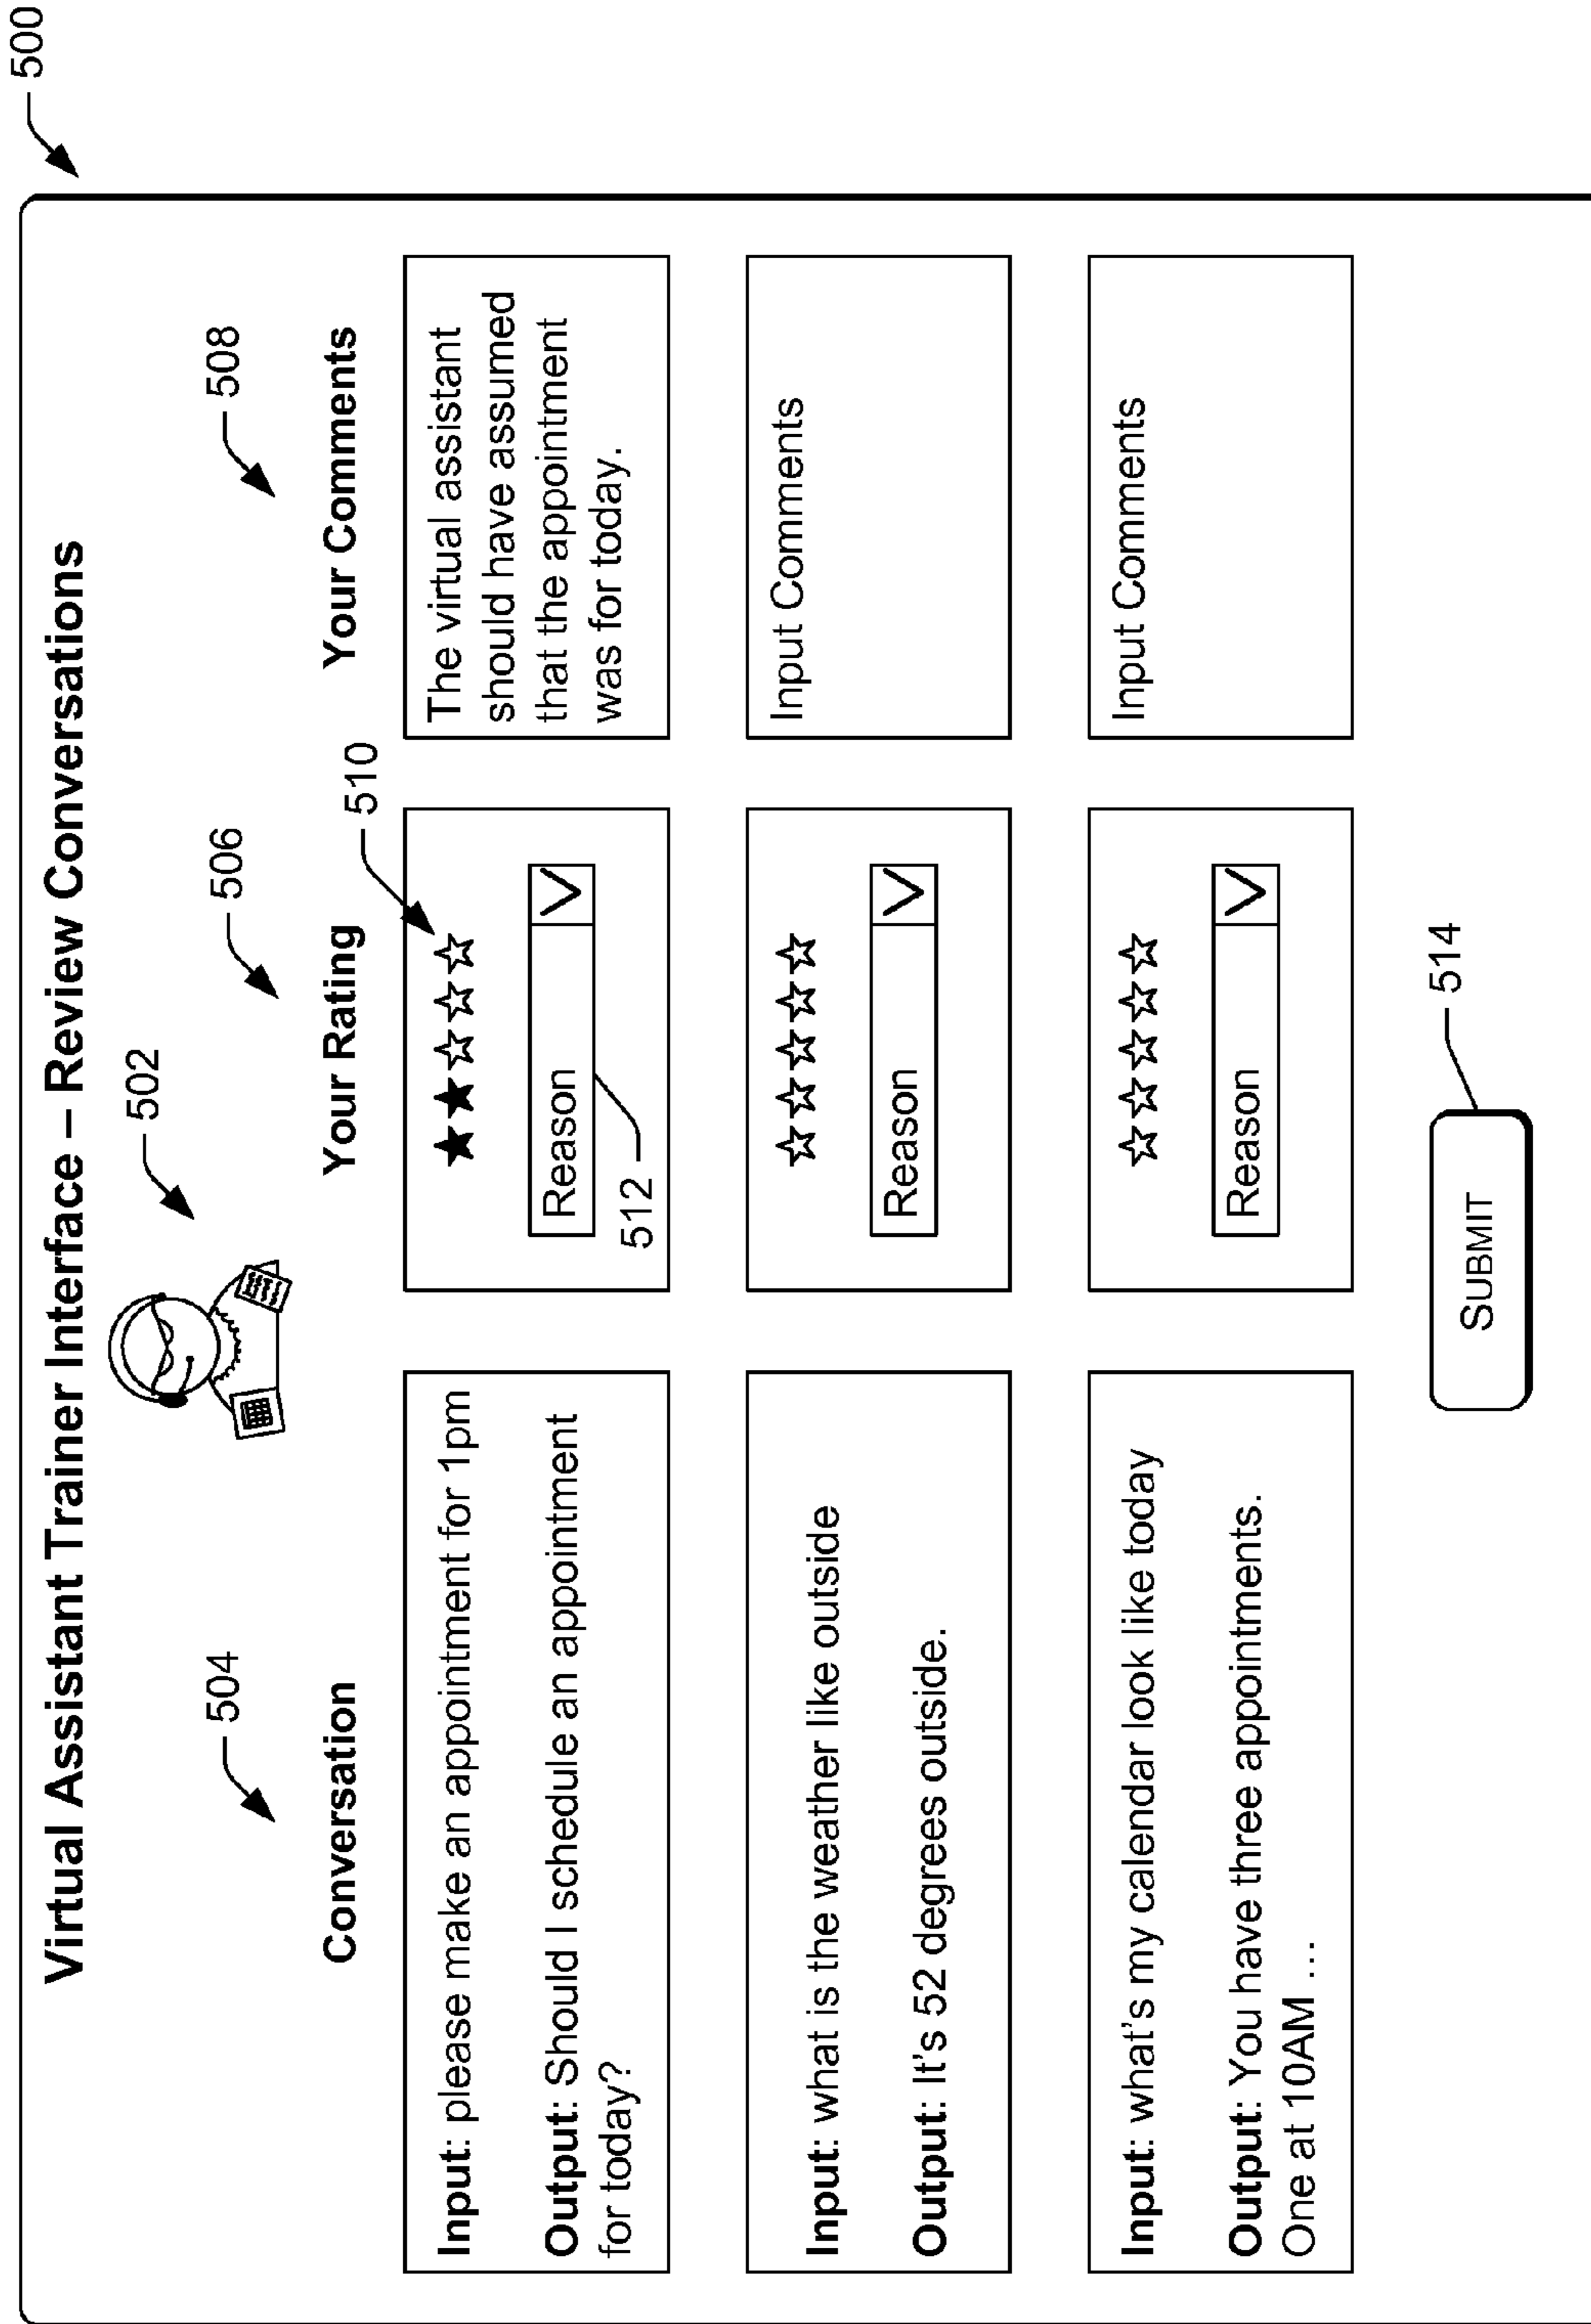 500
Virtual Assistant Trainer Interface – Review Conversations
502
504
506
508
Conversation
Your Rating
Your Comments
510
Input: please make an appointment for 1pm
Output: Should I schedule an appointment
for today?
Reason
512
The virtual assistant
should have assumed
that the appointment
was for today.
Input: what is the weather like outside
Output: It's 52 degrees outside.
Reason
Input Comments
Input: what's my calendar look like today
Output: You have three appointments.
One at 10AM ...
Reason
Input Comments
514
SUBMIT